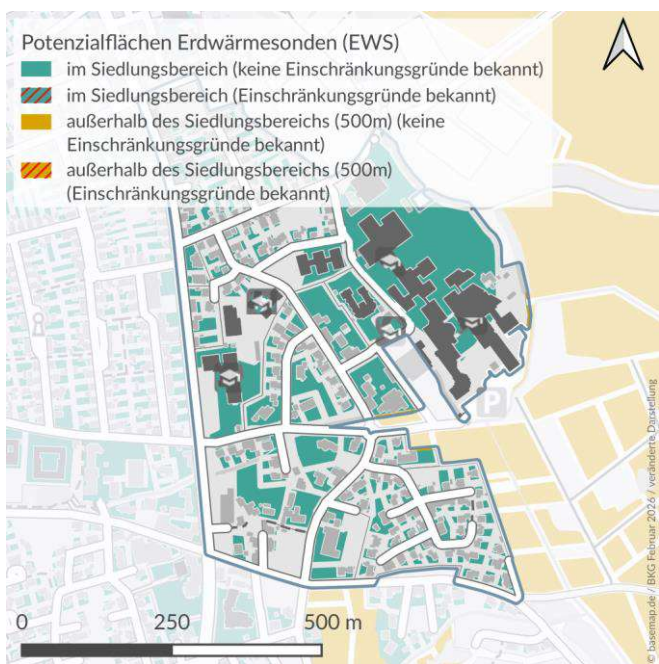 Potenzialflächen Erdwärmesonden (EWS)
im Siedlungsbereich (keine Einschränkungsgründe bekannt)
im Siedlungsbereich (Einschränkungsgründe bekannt)
außerhalb des Siedlungsbereichs (500m) (keine
Einschränkungsgründe bekannt)
außerhalb des Siedlungsbereichs (500m)
(Einschränkungsgründe bekannt)
P
0 250 500 m
© basemap.de / BKG Februar 2026 / veränderte Darstellung